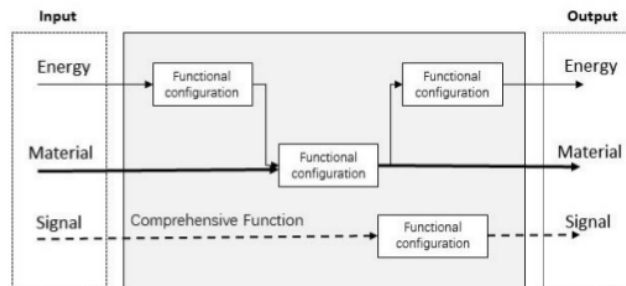 Input
Output
Energy
Functional
configuration
Functional
configuration
Energy
Material
Functional
configuration
Material
Signal
Comprehensive Function
Functional
configuration
Signal